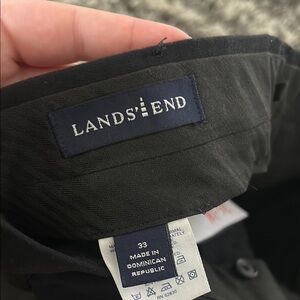 LANDS' END
33
MADE IN
DOMINICAN
REPUBLIC